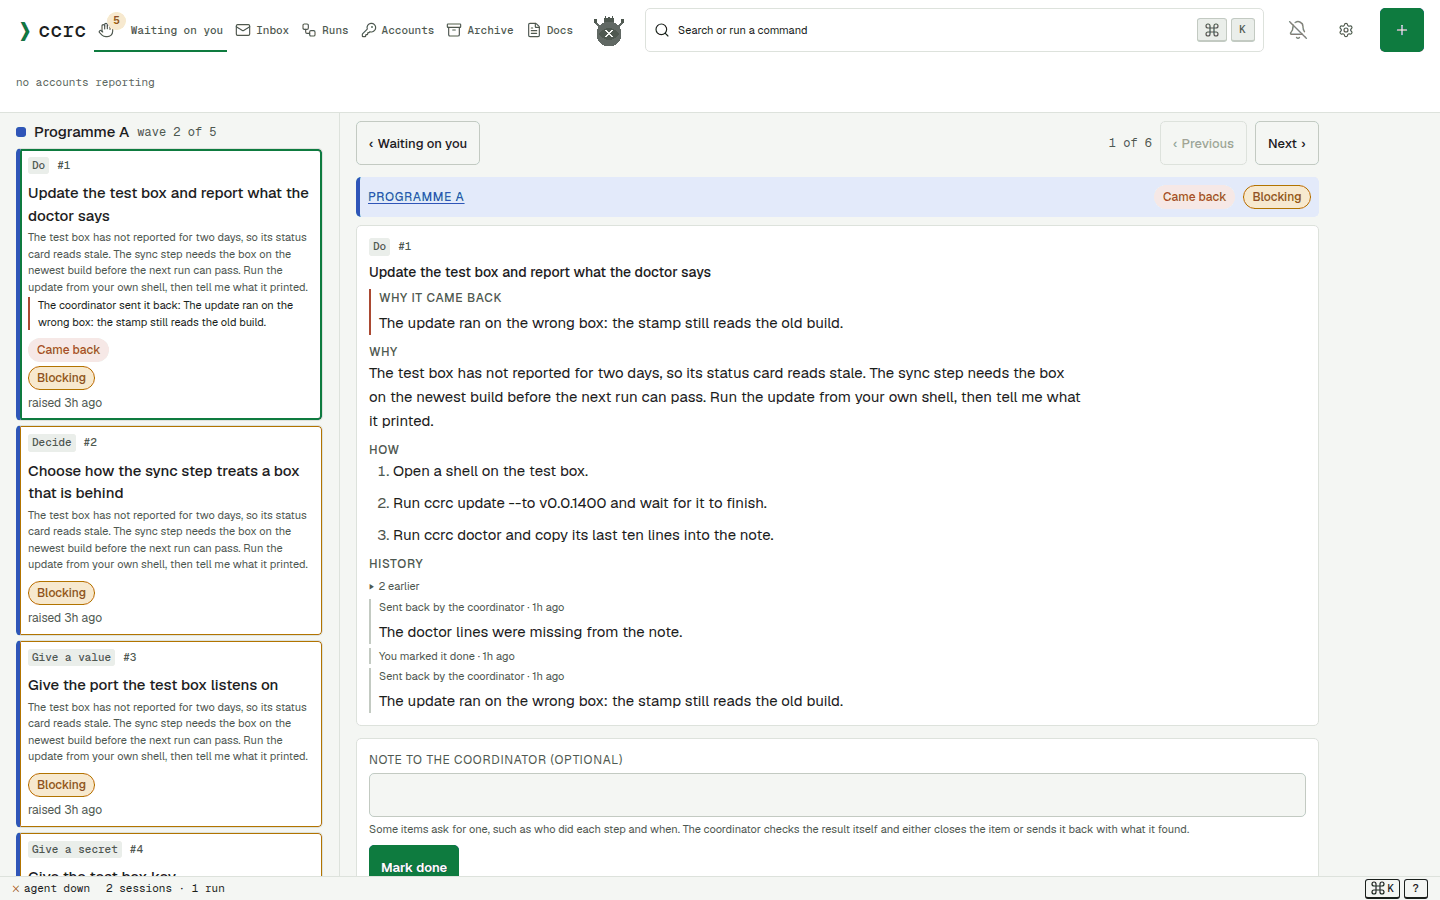 ❯ ccrc
5
Waiting on you
Inbox
Runs
Accounts
Archive
Docs
Search or run a command
⌘ K
+
no accounts reporting
Programme A wave 2 of 5
Do #1
Update the test box and report what the
doctor says
The test box has not reported for two days, so its status
card reads stale. The sync step needs the box on the
newest build before the next run can pass. Run the
update from your own shell, then tell me what it printed.
The coordinator sent it back: The update ran on the
wrong box: the stamp still reads the old build.
Came back
Blocking
raised 3h ago
Decide #2
Choose how the sync step treats a box
that is behind
The test box has not reported for two days, so its status
card reads stale. The sync step needs the box on the
newest build before the next run can pass. Run the
update from your own shell, then tell me what it printed.
Blocking
raised 3h ago
Give a value #3
Give the port the test box listens on
The test box has not reported for two days, so its status
card reads stale. The sync step needs the box on the
newest build before the next run can pass. Run the
update from your own shell, then tell me what it printed.
Blocking
raised 3h ago
Give a secret #4
Give the test box key
‹ Waiting on you
1 of 6
‹ Previous
Next ›
PROGRAMME A
Came back
Blocking
Do #1
Update the test box and report what the doctor says
WHY IT CAME BACK
The update ran on the wrong box: the stamp still reads the old build.
WHY
The test box has not reported for two days, so its status card reads stale. The sync step needs the box
on the newest build before the next run can pass. Run the update from your own shell, then tell me what
it printed.
HOW
1. Open a shell on the test box.
2. Run ccrc update --to v0.0.1400 and wait for it to finish.
3. Run ccrc doctor and copy its last ten lines into the note.
HISTORY
▸ 2 earlier
Sent back by the coordinator · 1h ago
The doctor lines were missing from the note.
You marked it done · 1h ago
Sent back by the coordinator · 1h ago
The update ran on the wrong box: the stamp still reads the old build.
NOTE TO THE COORDINATOR (OPTIONAL)
Some items ask for one, such as who did each step and when. The coordinator checks the result itself and either closes the item or sends it back with what it found.
Mark done
× agent down 2 sessions · 1 run
⌘K ?